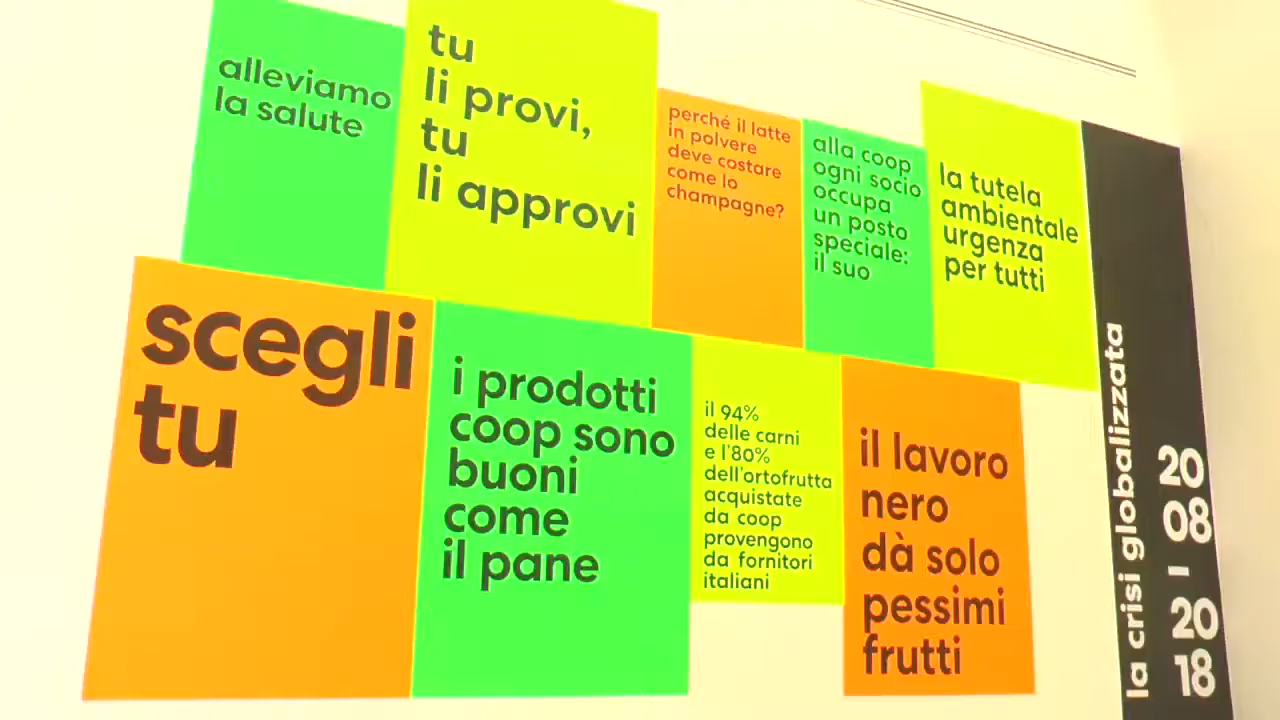 alleviamo
la salute
tu
li provi,
tu
li approvi
perché il latte
in polvere
deve costare
come lo
champagne?
alla coop
ogni socio
occupa
un posto
speciale:
il suo
la tutela
ambientale
urgenza
per tutti
scegli
tu
i prodotti
coop sono
buoni
come
il pane
il 94%
delle carni
e l'80%
dell'ortofrutta
acquistate
da coop
provengono
da fornitori
italiani
il lavoro
nero
dà solo
pessimi
frutti
la crisi globalizzata
20
08
-
20
18